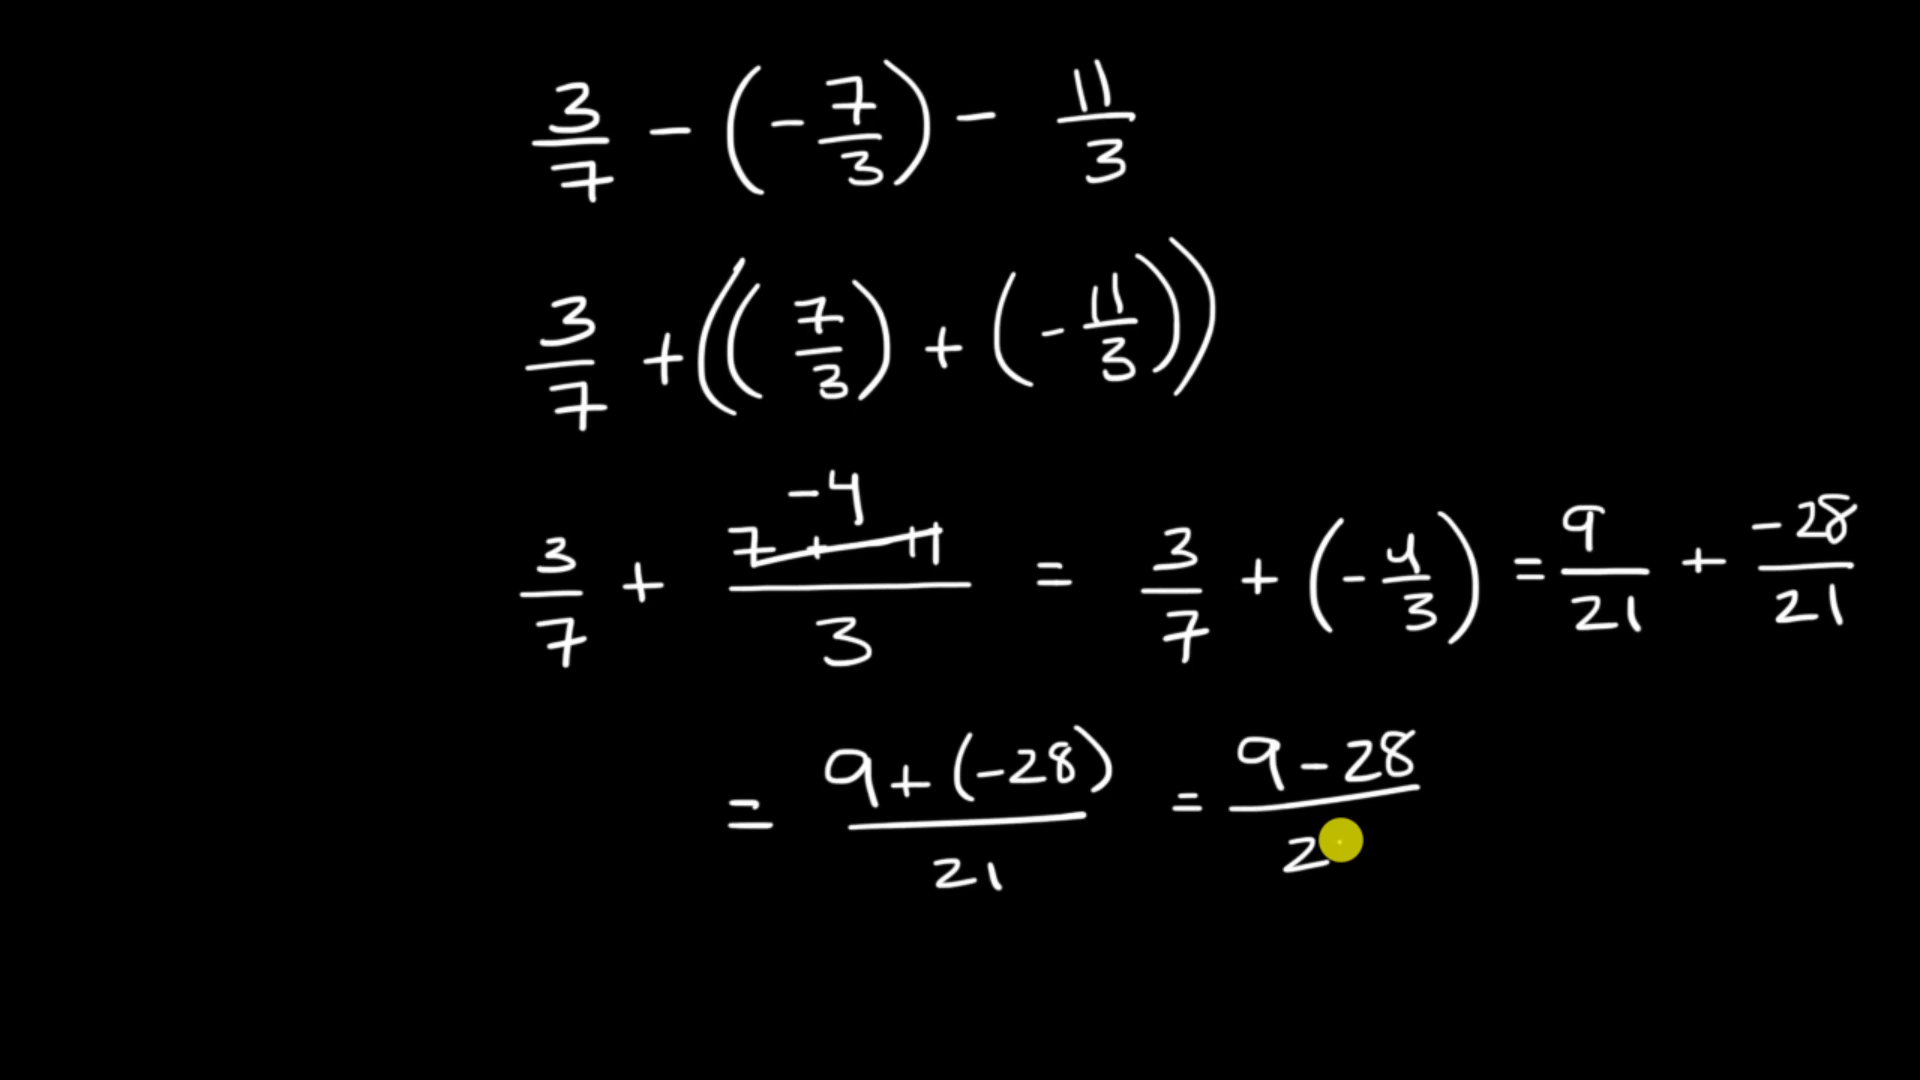 3/7 - (- 7/3) - 11/3
3/7 + ((7/3) + (- 11/3))
-4
3/7 + 7 + 11/3 = 3/7 + (- 4/3) = 9/21 + -28/21
= 9 + (-28)/21 = 9 - 28/2